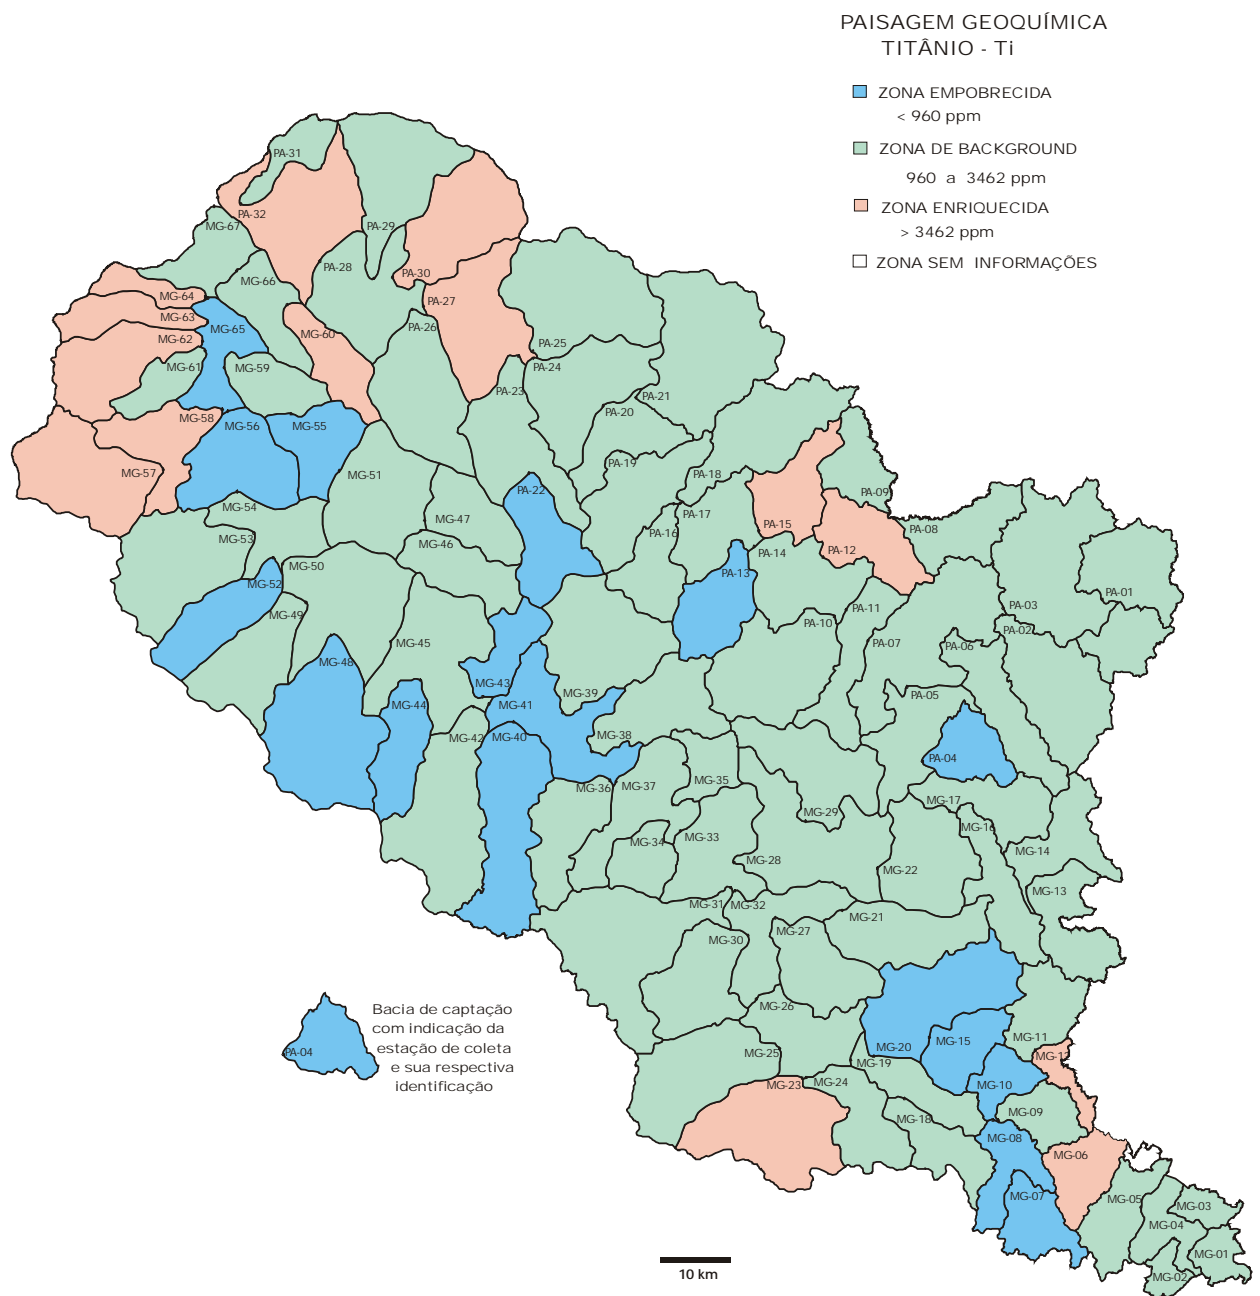 PAISAGEM GEOQUÍMICA
TITÂNIO - Ti
ZONA EMPOBRECIDA
< 960 ppm
ZONA DE BACKGROUND
960 a 3462 ppm
ZONA ENRIQUECIDA
> 3462 ppm
ZONA SEM INFORMAÇÕES
PA-31
PA-32
MG-67
PA-29
PA-28
PA-30
MG-66
MG-64
PA-27
MG-63
PA-26
MG-65
MG-62
MG-60
PA-25
MG-61
MG-59
PA-24
PA-23
PA-21
PA-20
MG-58
MG-56
MG-55
PA-19
MG-57
MG-51
PA-18
PA-22
PA-09
MG-54
PA-17
MG-47
PA-15
PA-08
MG-53
PA-16
MG-46
PA-14
PA-12
MG-50
PA-13
MG-52
PA-01
PA-03
PA-11
MG-49
PA-10
PA-02
MG-45
PA-07
PA-06
MG-48
MG-43
MG-39
PA-05
MG-44
MG-41
MG-42
MG-40
MG-38
PA-04
MG-35
MG-36
MG-37
MG-17
MG-29
MG-16
MG-33
MG-34
MG-14
MG-28
MG-22
MG-13
MG-31
MG-32
MG-21
MG-27
MG-30
MG-26
Bacia de captação
com indicação da
estação de coleta
e sua respectiva
identificação
PA-04
MG-11
MG-15
MG-20
MG-25
MG-19
MG-23
MG-24
MG-10
MG-09
MG-18
MG-08
MG-06
MG-07
MG-05
MG-03
MG-04
MG-01
MG-02
10 km